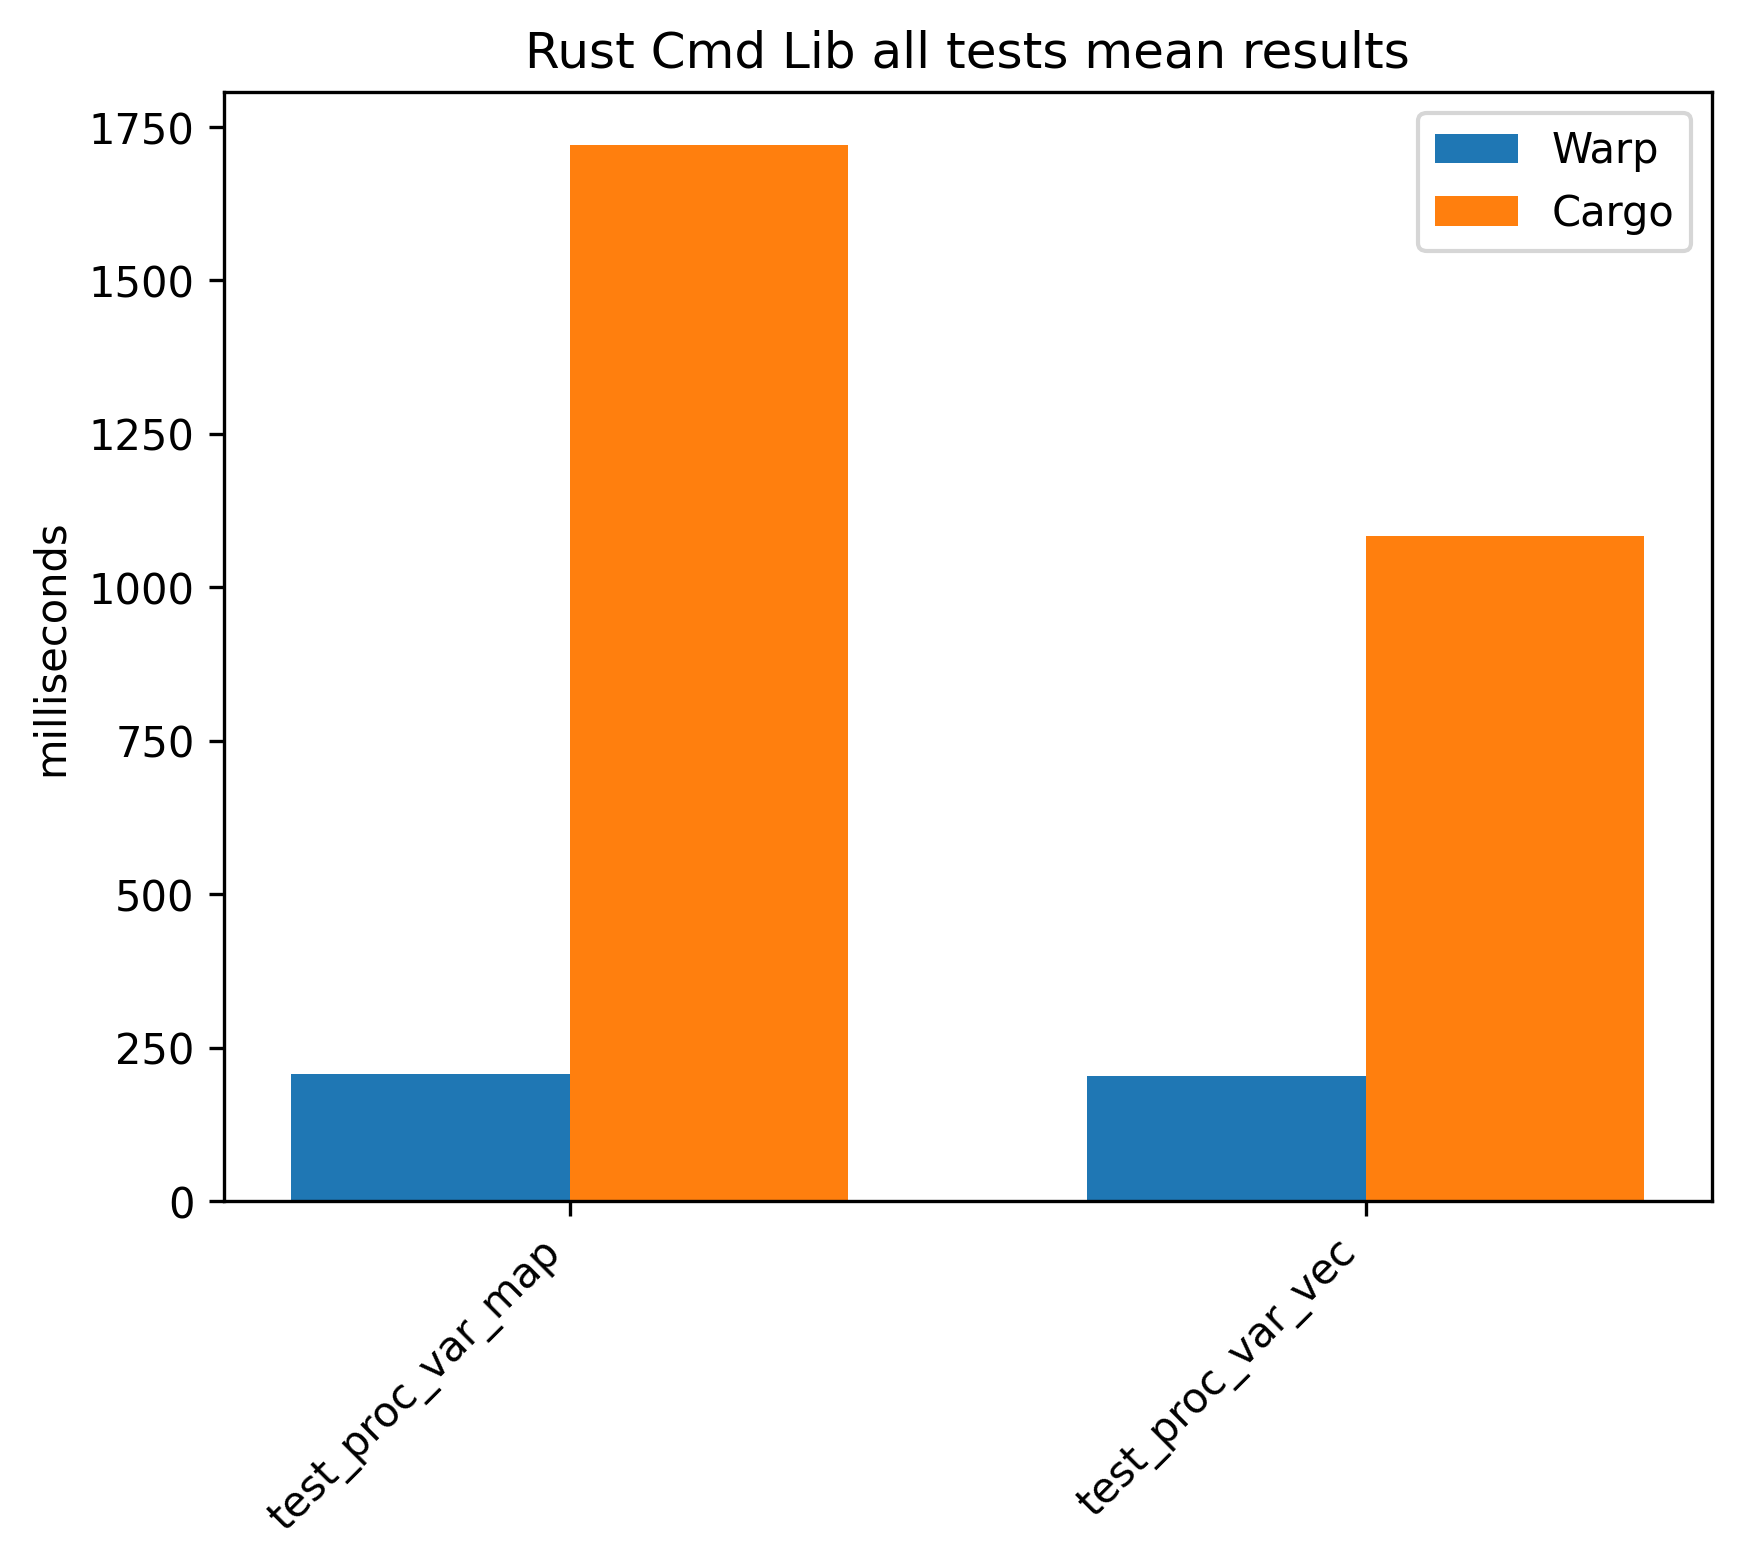 Rust Cmd Lib all tests mean results
1750
1500
1250
1000
750
500
250
0
milliseconds
Warp
Cargo
test_proc_var_map
test_proc_var_vec